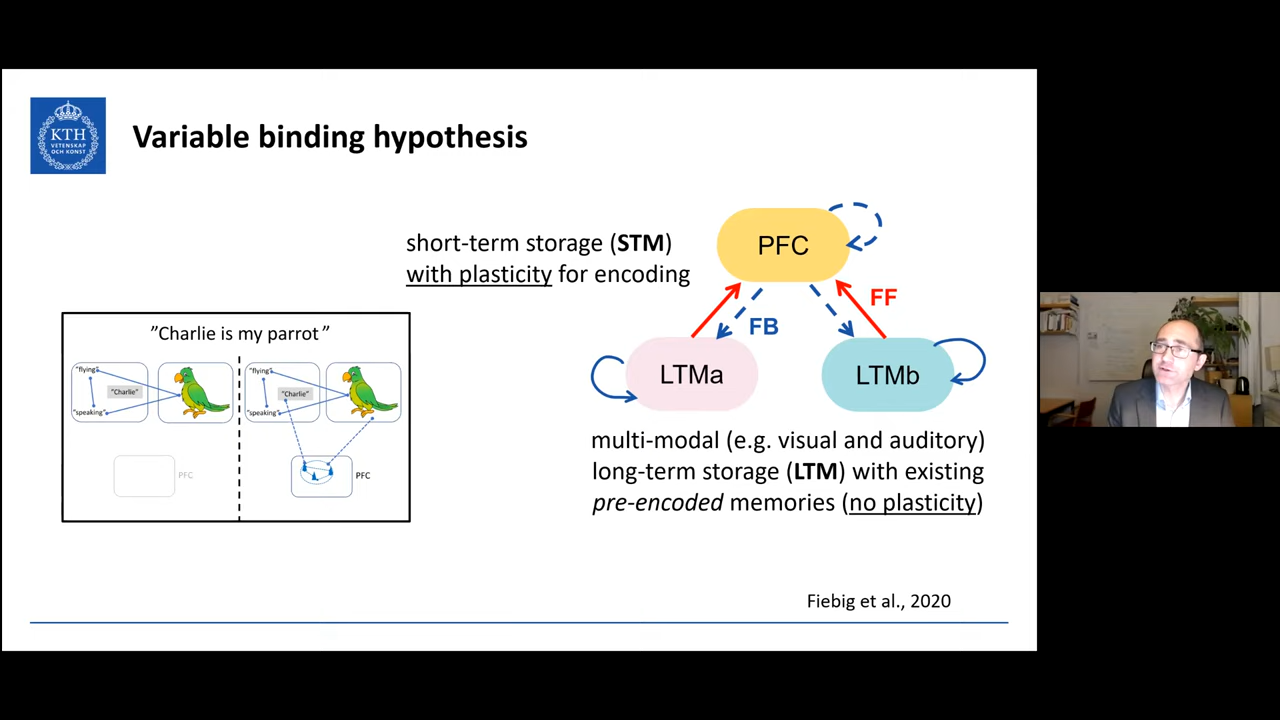 KTH
VETENSKAP
OCH KONST
Variable binding hypothesis
short-term storage (STM)
with plasticity for encoding
PFC
FF
FB
LTMa
LTMb
multi-modal (e.g. visual and auditory)
long-term storage (LTM) with existing
pre-encoded memories (no plasticity)
”Charlie is my parrot”
"flying"
"Charlie"
"speaking"
PFC
"flying"
"Charlie"
"speaking"
PFC
Fiebig et al., 2020